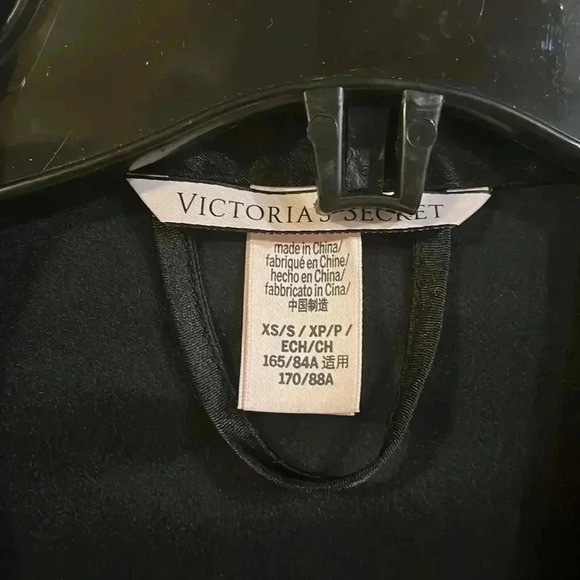 VICTORIA'S SECRET
made in China/
fabriqué en Chine/
hecho en China/
fabbricato in Cina/
中国制造
XS/S / XP/P /
ECH/CH
165/84A 适用
170/88A